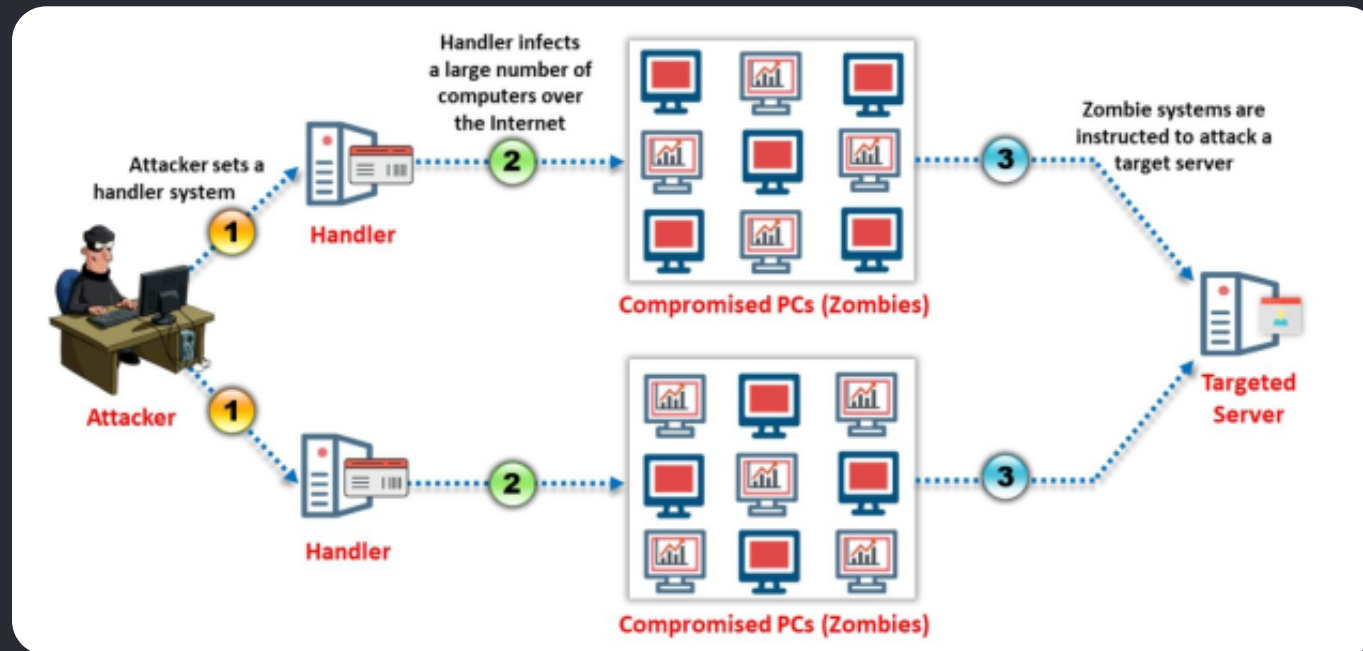 Attacker sets a
handler system
1
Attacker
1
Handler
Handler
Handler infects
a large number of
computers over
the Internet
2
2
Compromised PCs (Zombies)
Compromised PCs (Zombies)
3
3
Zombie systems are
instructed to attack a
target server
Targeted
Server